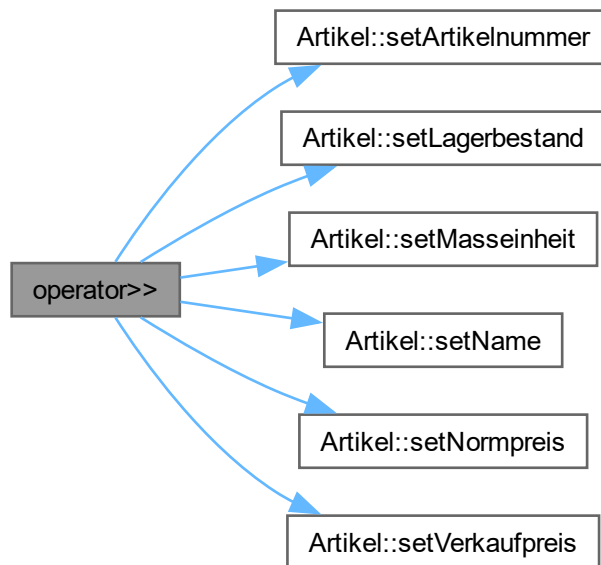 Artikel::setArtikelnummer
Artikel::setLagerbestand
Artikel::setMasseinheit
operator>>
Artikel::setName
Artikel::setNormpreis
Artikel::setVerkaufpreis